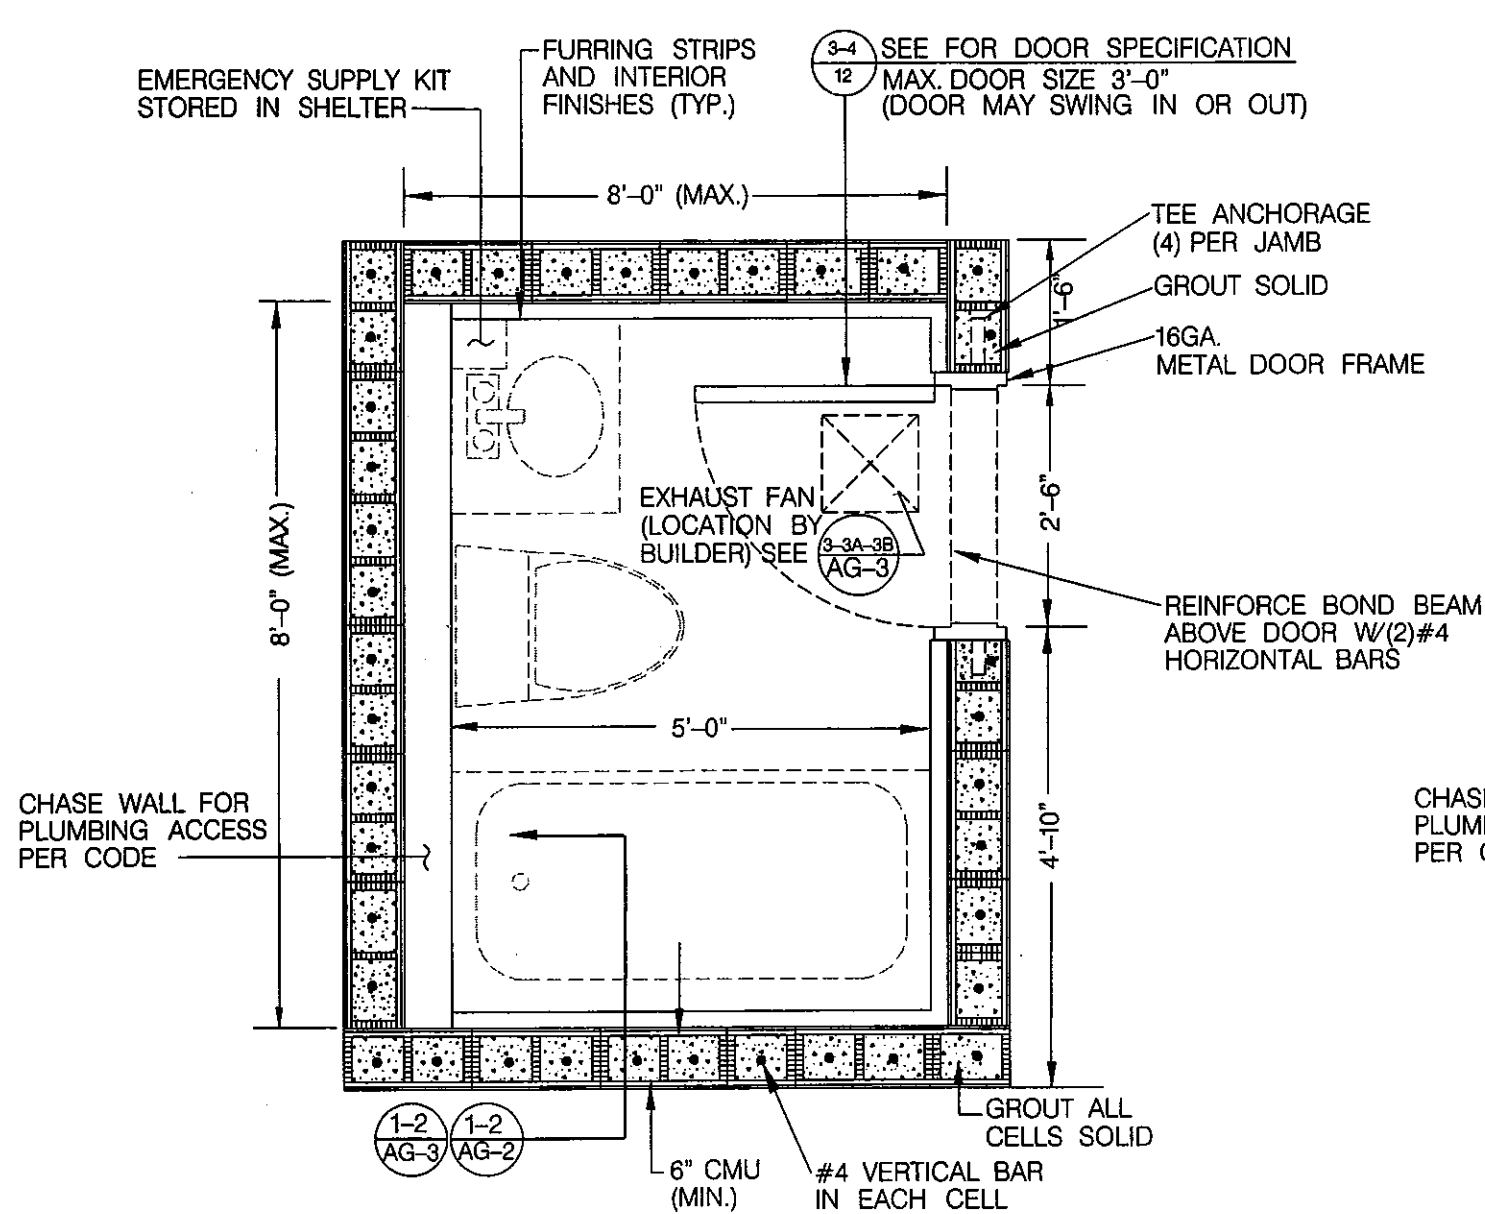 FURRING STRIPS
AND INTERIOR
FINISHES (TYP.)
3-4
12
SEE FOR DOOR SPECIFICATION
MAX. DOOR SIZE 3'-0"
(DOOR MAY SWING IN OR OUT)
EMERGENCY SUPPLY KIT
STORED IN SHELTER
8'-0" (MAX.)
TEE ANCHORAGE
(4) PER JAMB
GROUT SOLID
1'-6"
16GA.
METAL DOOR FRAME
EXHAUST FAN
(LOCATION BY
BUILDER) SEE
3-3A-3B
AG-3
2'-6"
8'-0" (MAX.)
REINFORCE BOND BEAM
ABOVE DOOR W/(2)#4
HORIZONTAL BARS
5'-0"
CHASE WALL FOR
PLUMBING ACCESS
PER CODE
4'-10"
CHASE
PLUM
PER
1-2
AG-3
1-2
AG-2
6" CMU
(MIN.)
#4 VERTICAL BAR
IN EACH CELL
GROUT ALL
CELLS SOLID